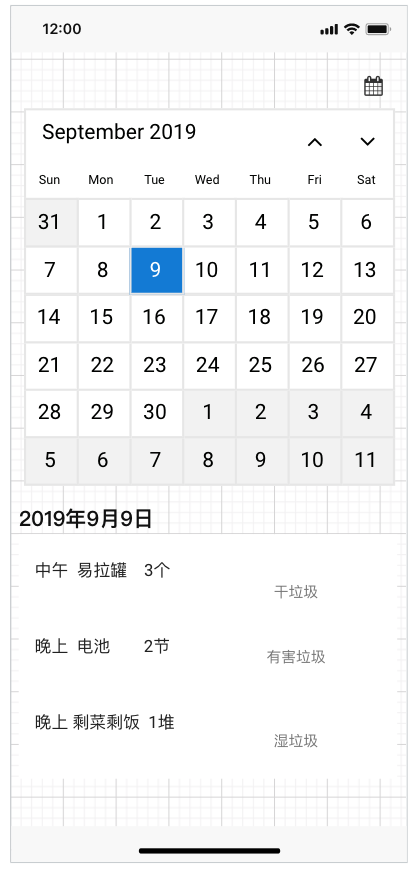 12:00
September 2019
Sun Mon Tue Wed Thu Fri Sat
31 1 2 3 4 5 6
7 8 9 10 11 12 13
14 15 16 17 18 19 20
21 22 23 24 25 26 27
28 29 30 1 2 3 4
5 6 7 8 9 10 11
2019年9月9日
中午 易拉罐 3个
干垃圾
晚上 电池 2节
有害垃圾
晚上 剩菜剩饭 1堆
湿垃圾